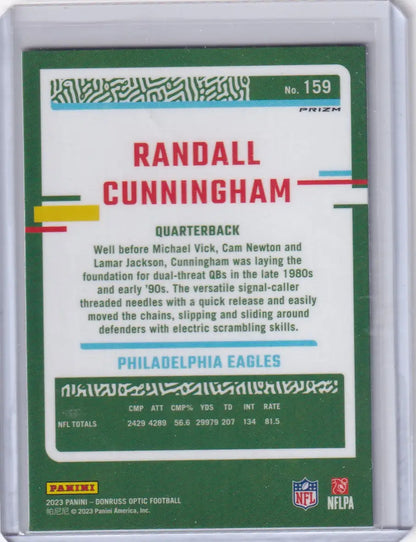 No. 159
PRIZM
RANDALL
CUNNINGHAM
QUARTERBACK
Well before Michael Vick, Cam Newton and
Lamar Jackson, Cunningham was laying the
foundation for dual-threat QBs in the late 1980s
and early '90s. The versatile signal-caller
threaded needles with a quick release and easily
moved the chains, slipping and sliding around
defenders with electric scrambling skills.
PHILADELPHIA EAGLES
CMP ATT CMP% YDS TD INT RATE
NFL TOTALS 2429 4289 56.6 29979 207 134 81.5
PANINI
2023 PANINI – DONRUSS OPTIC FOOTBALL
帕尼尼 © 2023 Panini America, Inc.
NFL
NFLPA